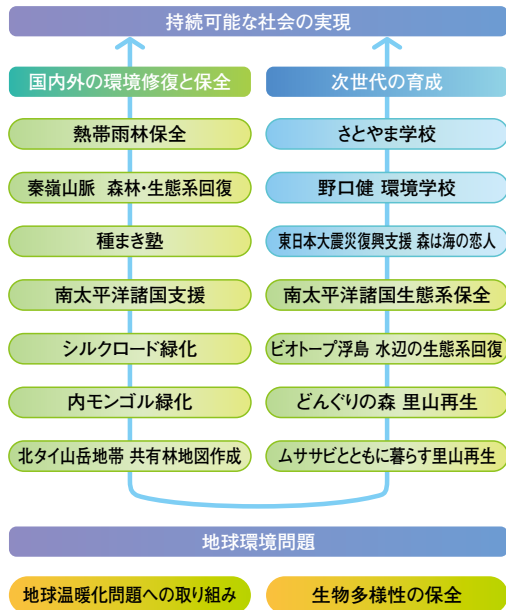 持続可能な社会の実現
国内外の環境修復と保全
次世代の育成
熱帯雨林保全
さとやま学校
秦嶺山脈 森林・生態系回復
野口健 環境学校
種まき塾
東日本大震災復興支援 森は海の恋人
南太平洋諸国支援
南太平洋諸国生態系保全
シルクロード緑化
ビオトープ浮島 水辺の生態系回復
内モンゴル緑化
どんぐりの森 里山再生
北タイ山岳地帯 共有林地図作成
ムササビとともに暮らす里山再生
地球環境問題
地球温暖化問題への取り組み
生物多様性の保全